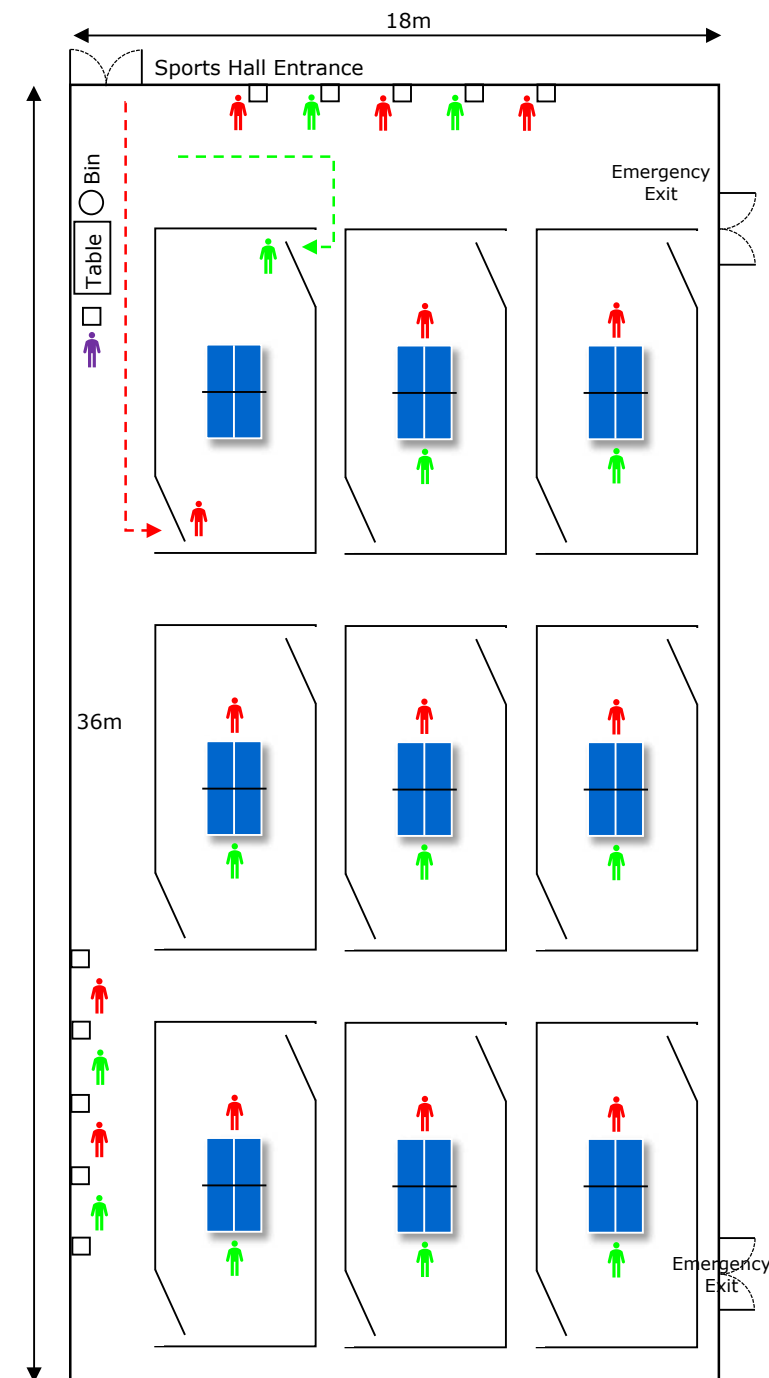 18m
Sports Hall Entrance
Bin
Table
Emergency
Exit
36m
Emergency
Exit